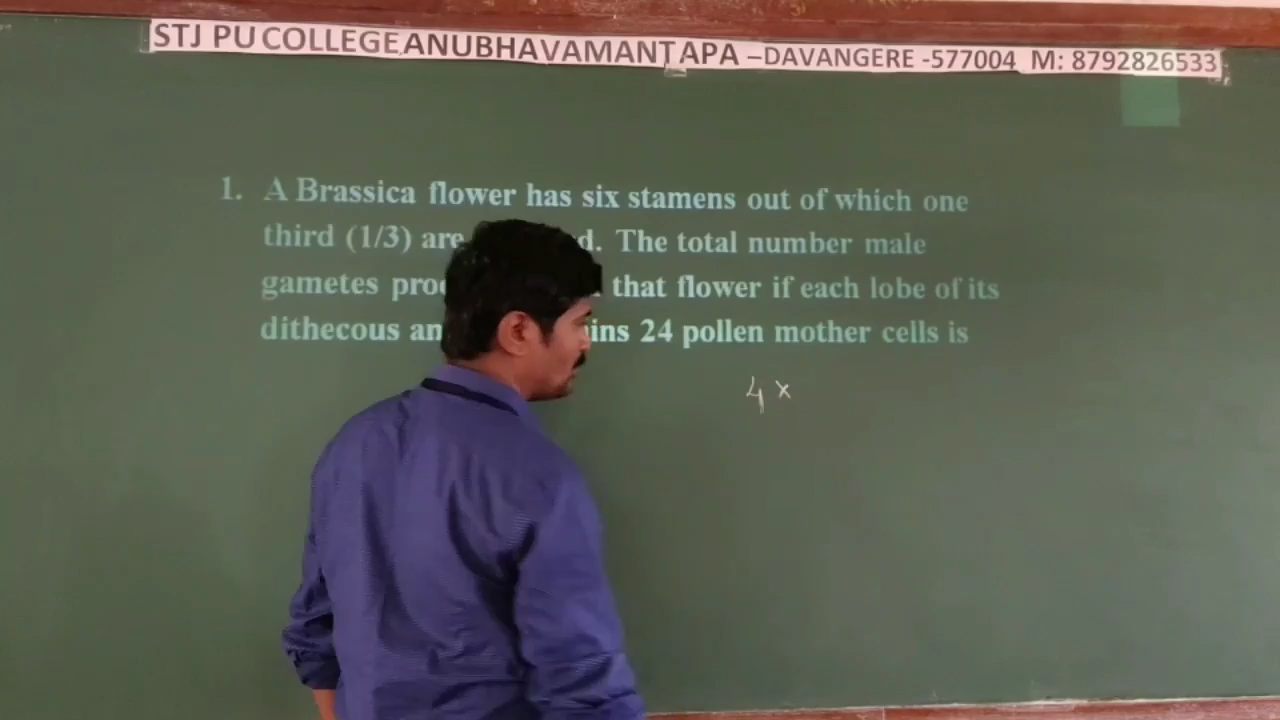 STJ PU COLLEGE ANUBHAVAMANTAPA –DAVANGERE -577004 M: 8792826533
1. A Brassica flower has six stamens out of which one
third (1/3) are d. The total number male
gametes pro that flower if each lobe of its
dithecous an ins 24 pollen mother cells is
4 ×